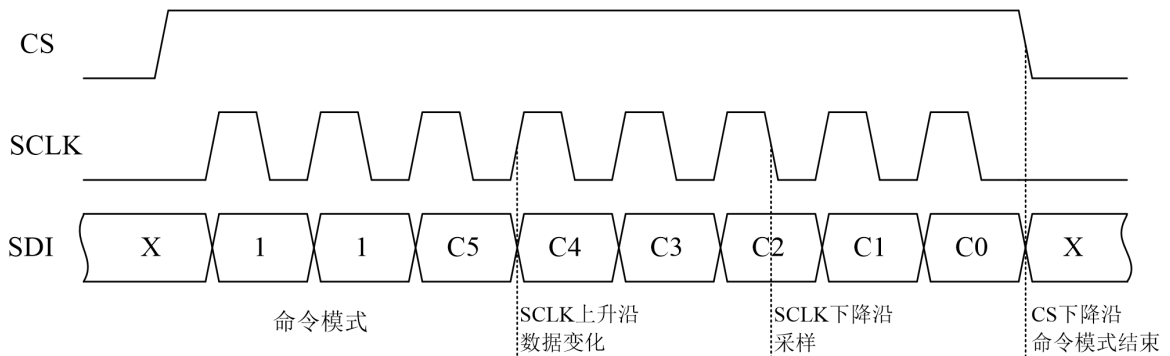 CS
SCLK
SDI
X
1
1
C5
C4
C3
C2
C1
C0
X
命令模式
SCLK上升沿
数据变化
SCLK下降沿
采样
CS下降沿
命令模式结束